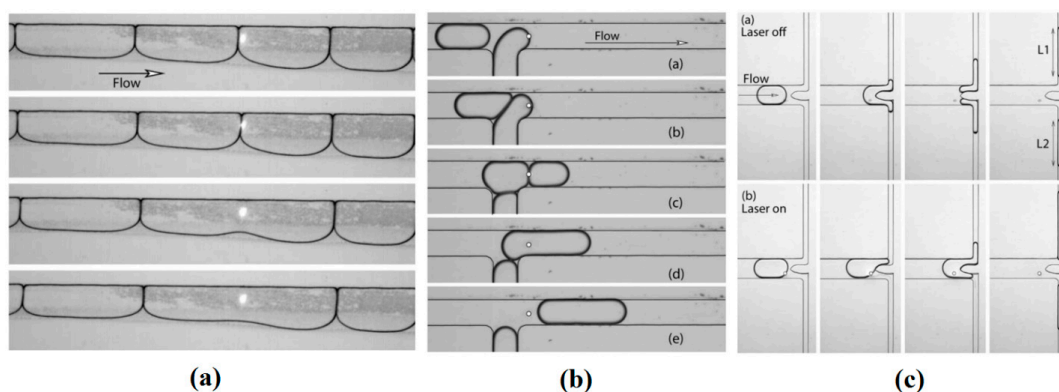 Flow
Flow
(a)
(b)
(c)
(d)
(e)
(a)
Laser off
Flow
L1
L2
(b)
Laser on
(a)
(b)
(c)